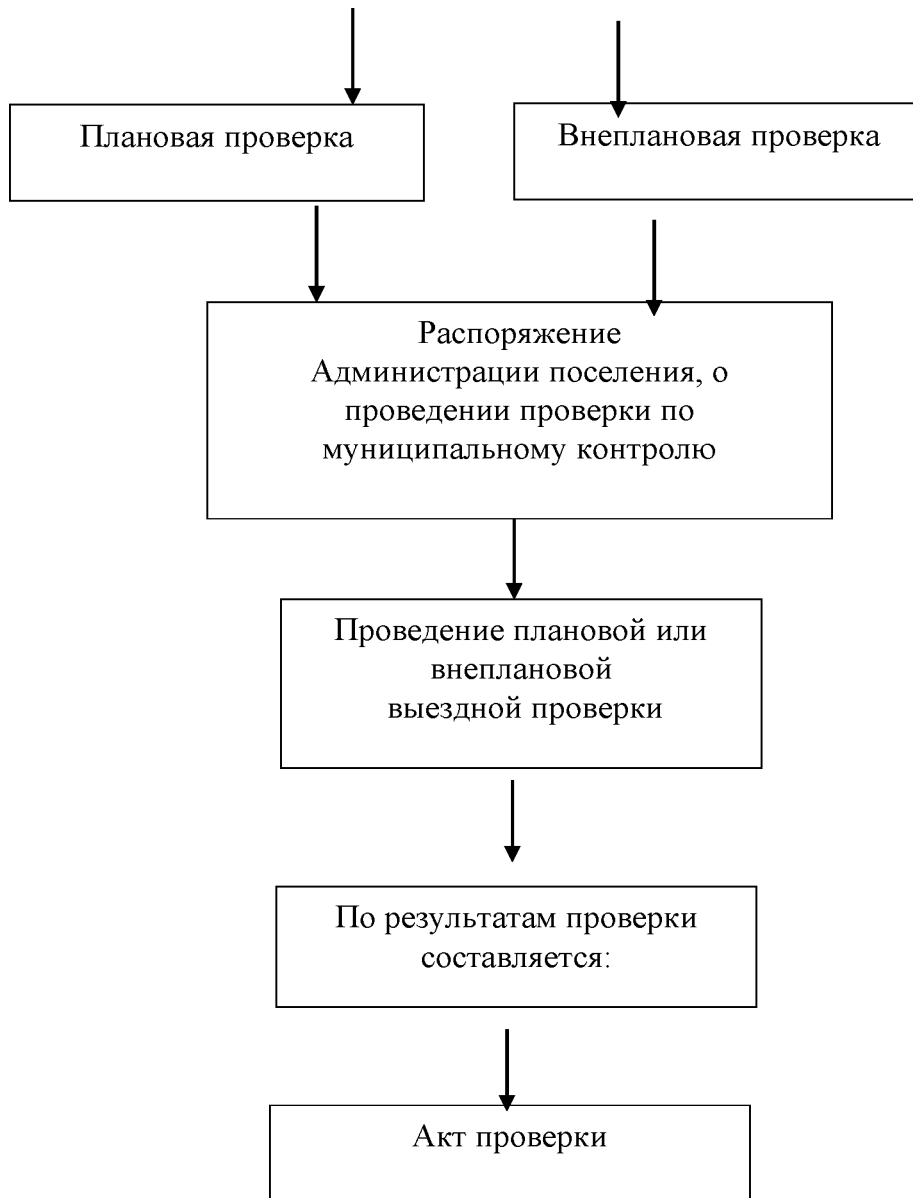 Плановая проверка
Внеплановая проверка
Распоряжение
Администрации поселения, о
проведении проверки по
муниципальному контролю
Проведение плановой или
внеплановой
выездной проверки
По результатам проверки
составляется:
Акт проверки